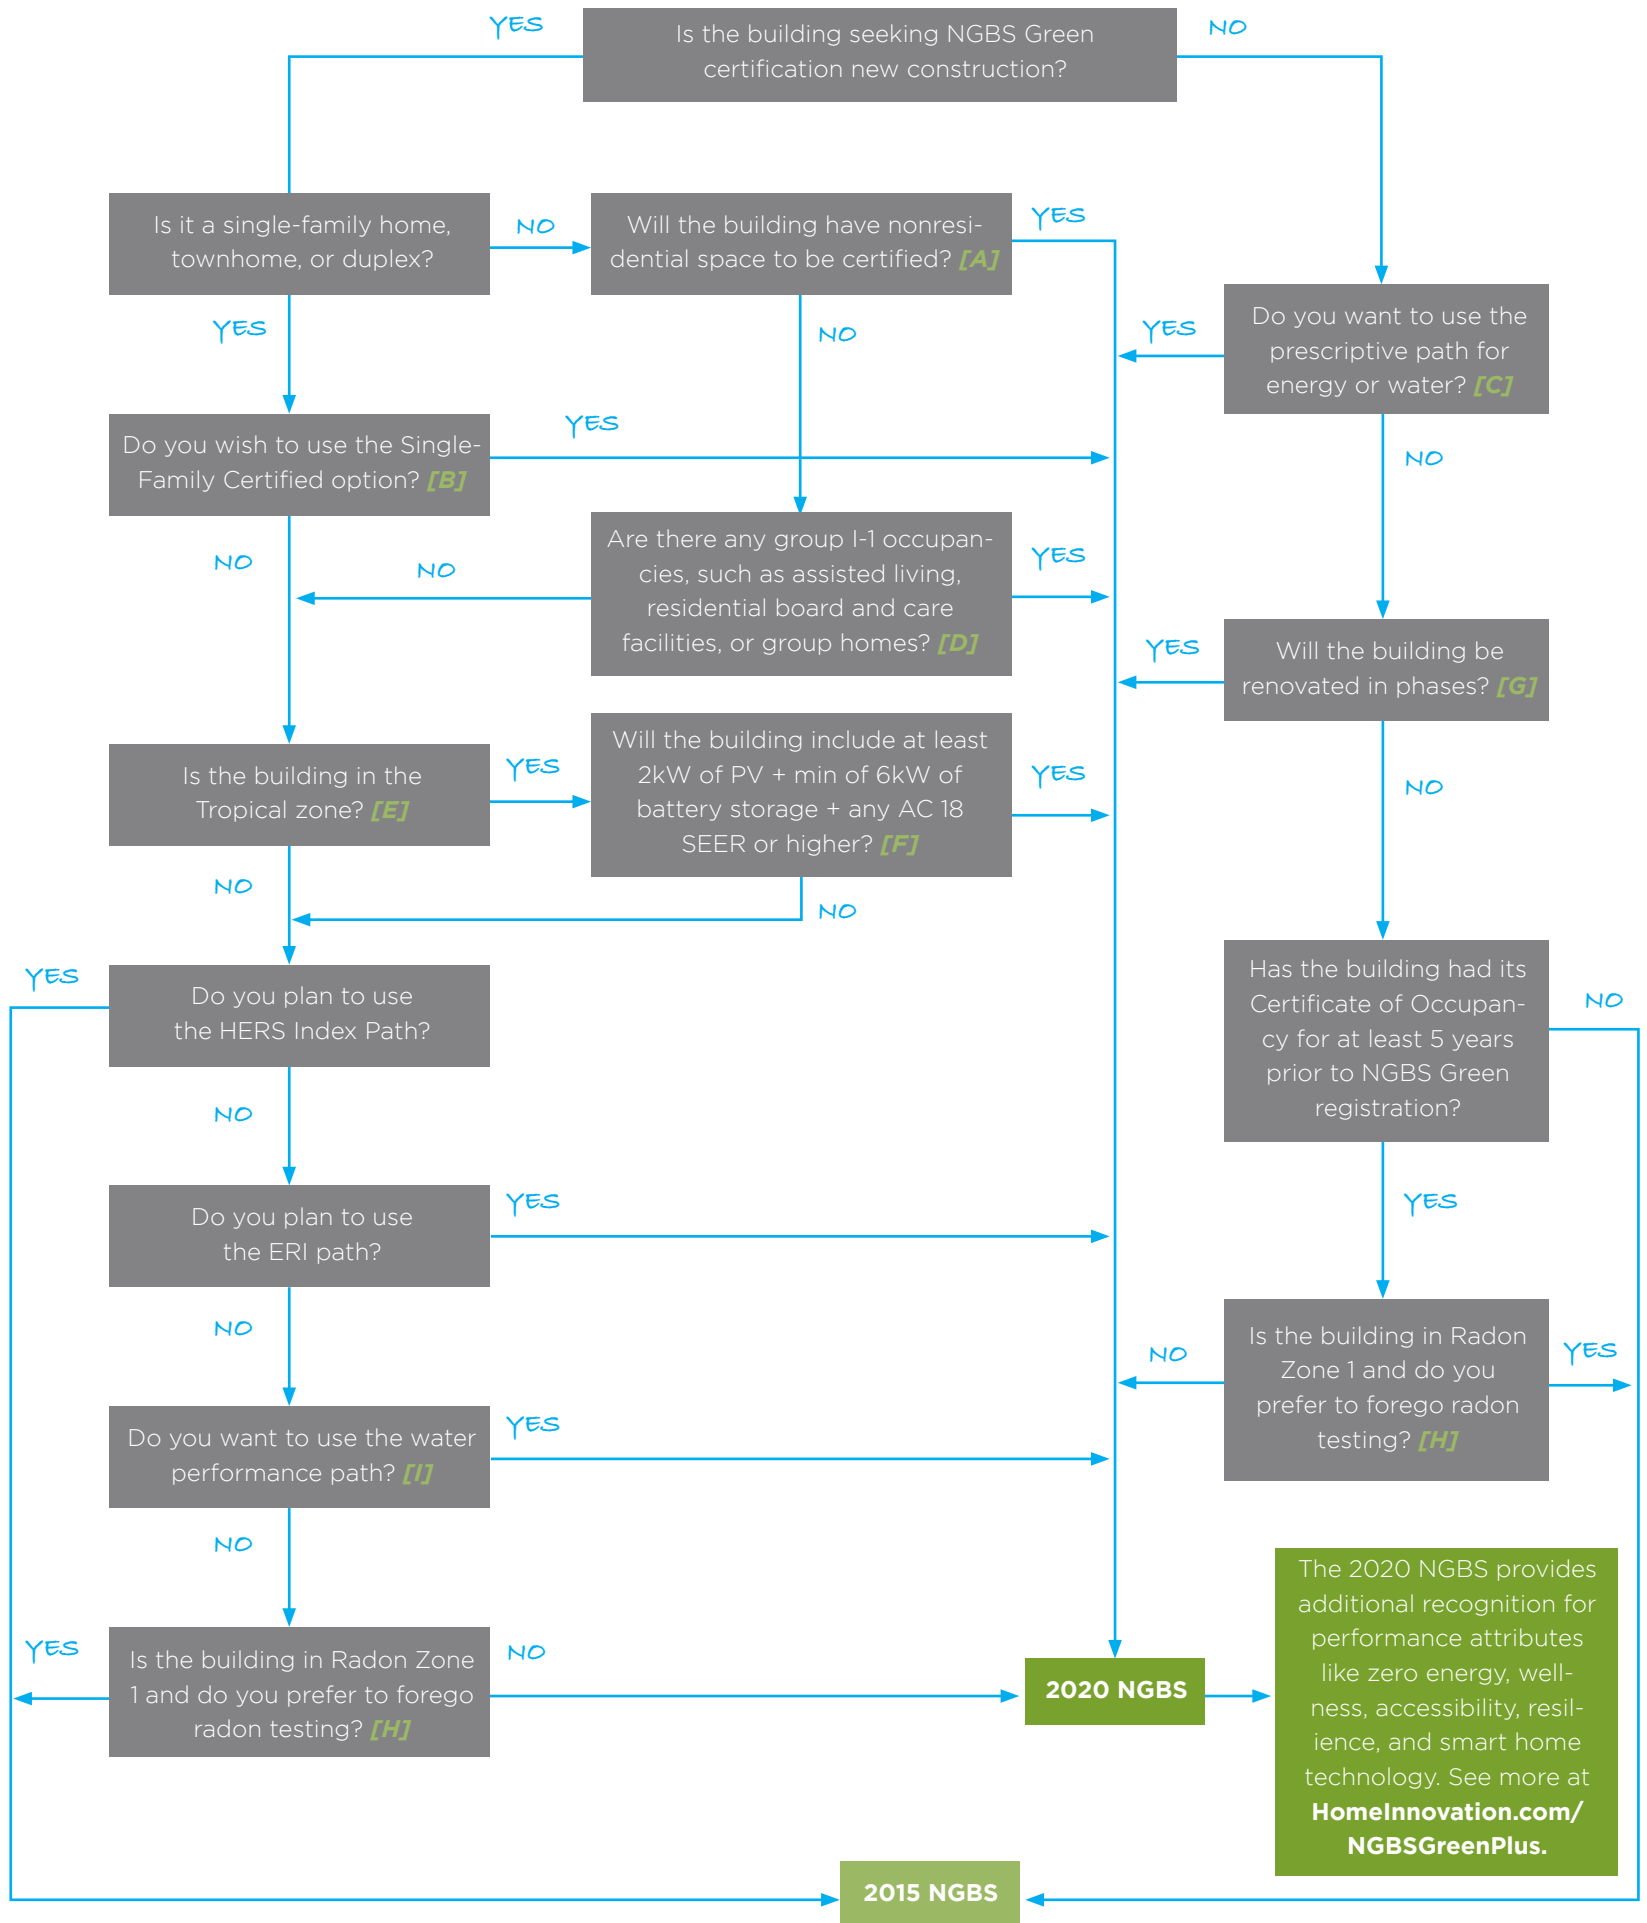 YES
Is the building seeking NGBS Green
certification new construction?
NO
Is it a single-family home,
townhome, or duplex?
NO
Will the building have nonresi-
dential space to be certified? [A]
YES
YES
NO
Do you want to use the
prescriptive path for
energy or water? [C]
YES
NO
Do you wish to use the Single-
Family Certified option? [B]
YES
NO
NO
Are there any group I-1 occupan-
cies, such as assisted living,
residential board and care
facilities, or group homes? [D]
YES
Will the building be
renovated in phases? [G]
YES
NO
Is the building in the
Tropical zone? [E]
YES
NO
Will the building include at least
2kW of PV + min of 6kW of
battery storage + any AC 18
SEER or higher? [F]
YES
NO
YES
Do you plan to use
the HERS Index Path?
NO
Has the building had its
Certificate of Occupan-
cy for at least 5 years
prior to NGBS Green
registration?
NO
YES
Do you plan to use
the ERI path?
YES
NO
Is the building in Radon
Zone 1 and do you
prefer to forego radon
testing? [H]
NO
YES
Do you want to use the water
performance path? [I]
YES
NO
YES
Is the building in Radon Zone
1 and do you prefer to forego
radon testing? [H]
NO
2020 NGBS
The 2020 NGBS provides
additional recognition for
performance attributes
like zero energy, well-
ness, accessibility, resil-
ience, and smart home
technology. See more at
HomeInnovation.com/
NGBSGreenPlus.
2015 NGBS